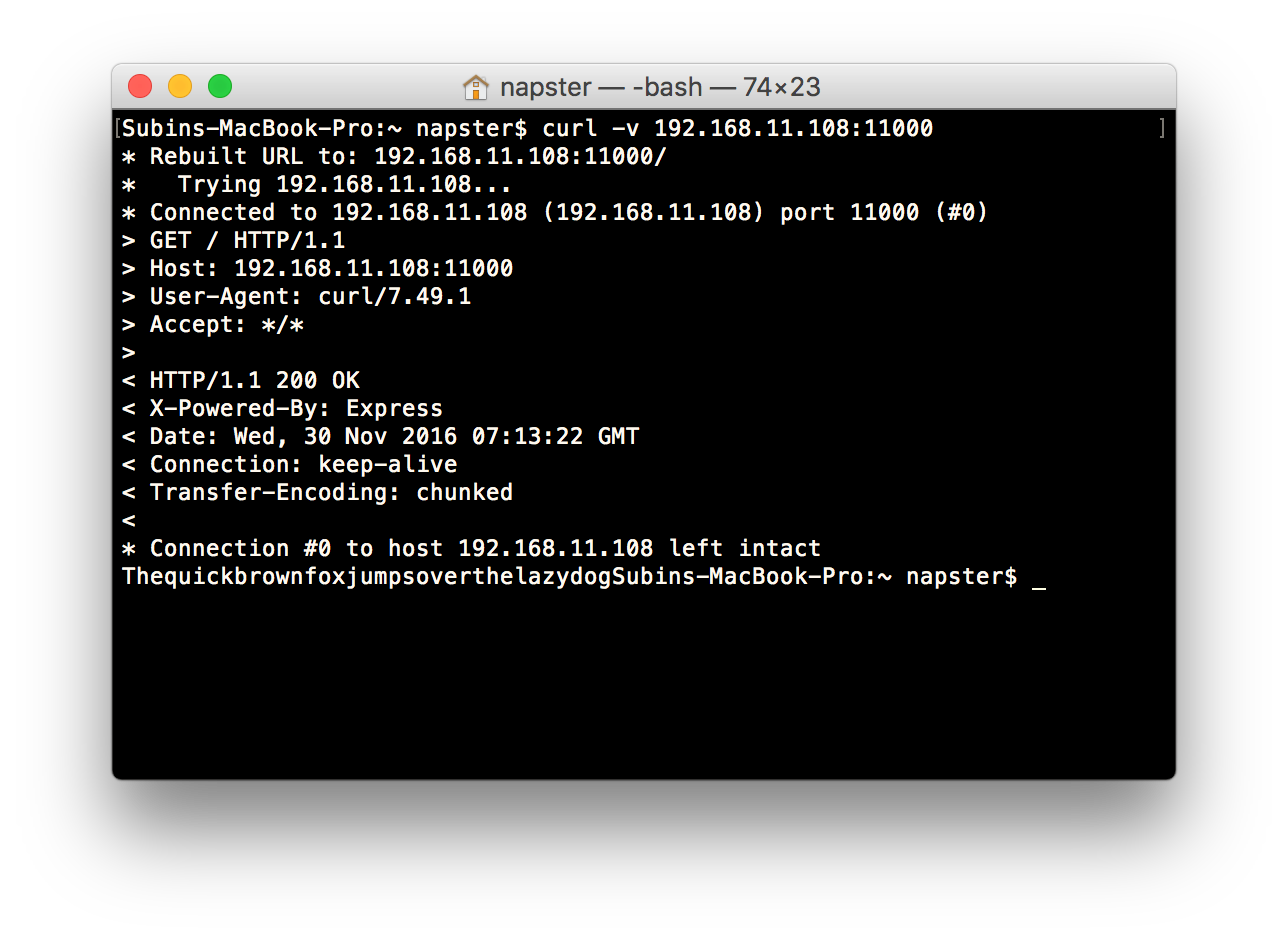 napster — -bash — 74×23
[Subins-MacBook-Pro:~ napster$ curl -v 192.168.11.108:11000 ]
* Rebuilt URL to: 192.168.11.108:11000/
*   Trying 192.168.11.108...
* Connected to 192.168.11.108 (192.168.11.108) port 11000 (#0)
> GET / HTTP/1.1
> Host: 192.168.11.108:11000
> User-Agent: curl/7.49.1
> Accept: */*
>
< HTTP/1.1 200 OK
< X-Powered-By: Express
< Date: Wed, 30 Nov 2016 07:13:22 GMT
< Connection: keep-alive
< Transfer-Encoding: chunked
<
* Connection #0 to host 192.168.11.108 left intact
ThequickbrownfoxjumpsoverthelazydogSubins-MacBook-Pro:~ napster$ _